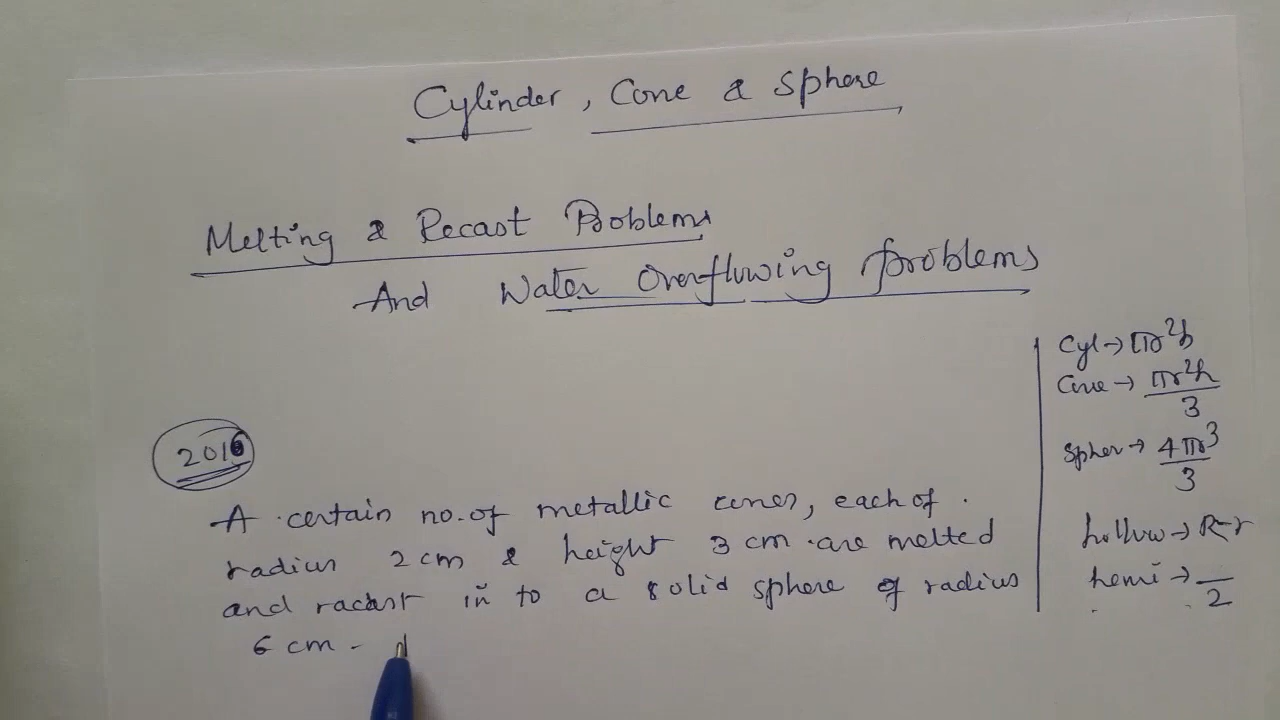 Cylinder, Cone & Sphere
Melting & Recast Problems
And Water Overflowing problems
Cyl → πr²h
Cone → πr²h/3
Spher → 4πr³/3
hollow → R-r
hemi → —/2
2016
A certain no. of metallic cones, each of
radius 2 cm & height 3 cm are melted
and racast in to a solid sphere of radius
6 cm.